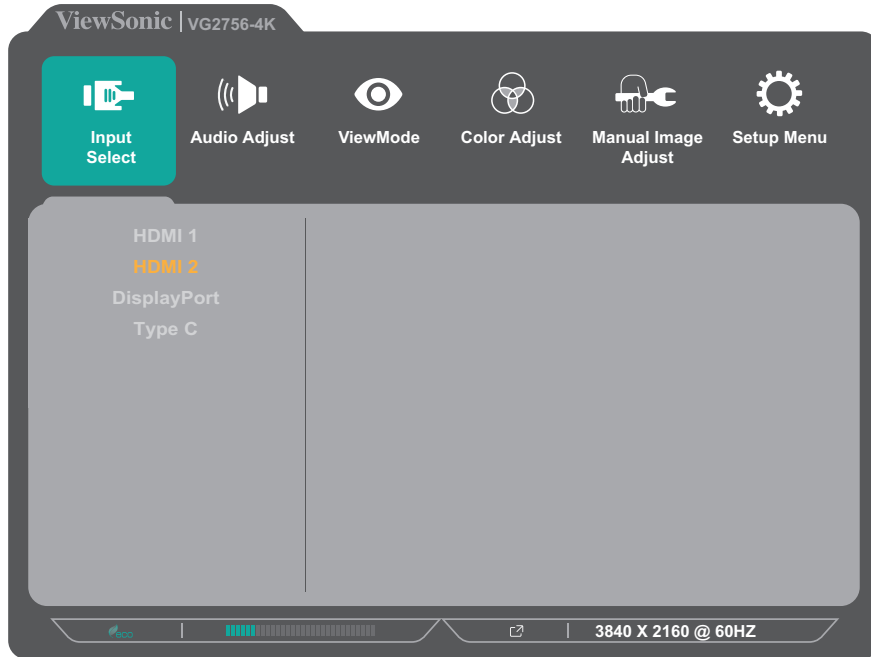 ViewSonic | VG2756-4K
Input
Select
Audio Adjust
ViewMode
Color Adjust
Manual Image
Adjust
Setup Menu
HDMI 1
HDMI 2
DisplayPort
Type C
eco
3840 X 2160 @ 60HZ